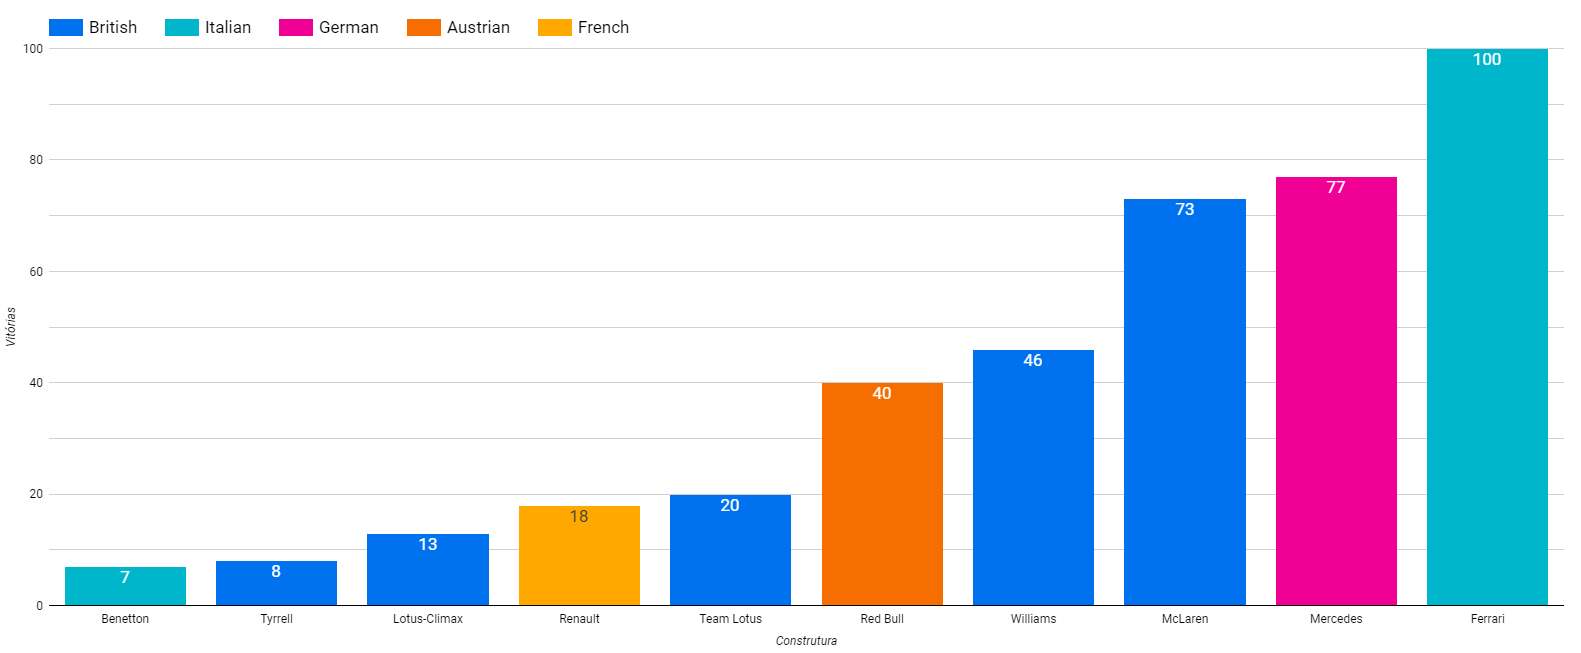 British Italian German Austrian French
100
80
60
40
20
0
Vitórias
7 8 13 18 20 40 46 73 77 100
Benetton Tyrrell Lotus-Climax Renault Team Lotus Red Bull Williams McLaren Mercedes Ferrari
Construtura